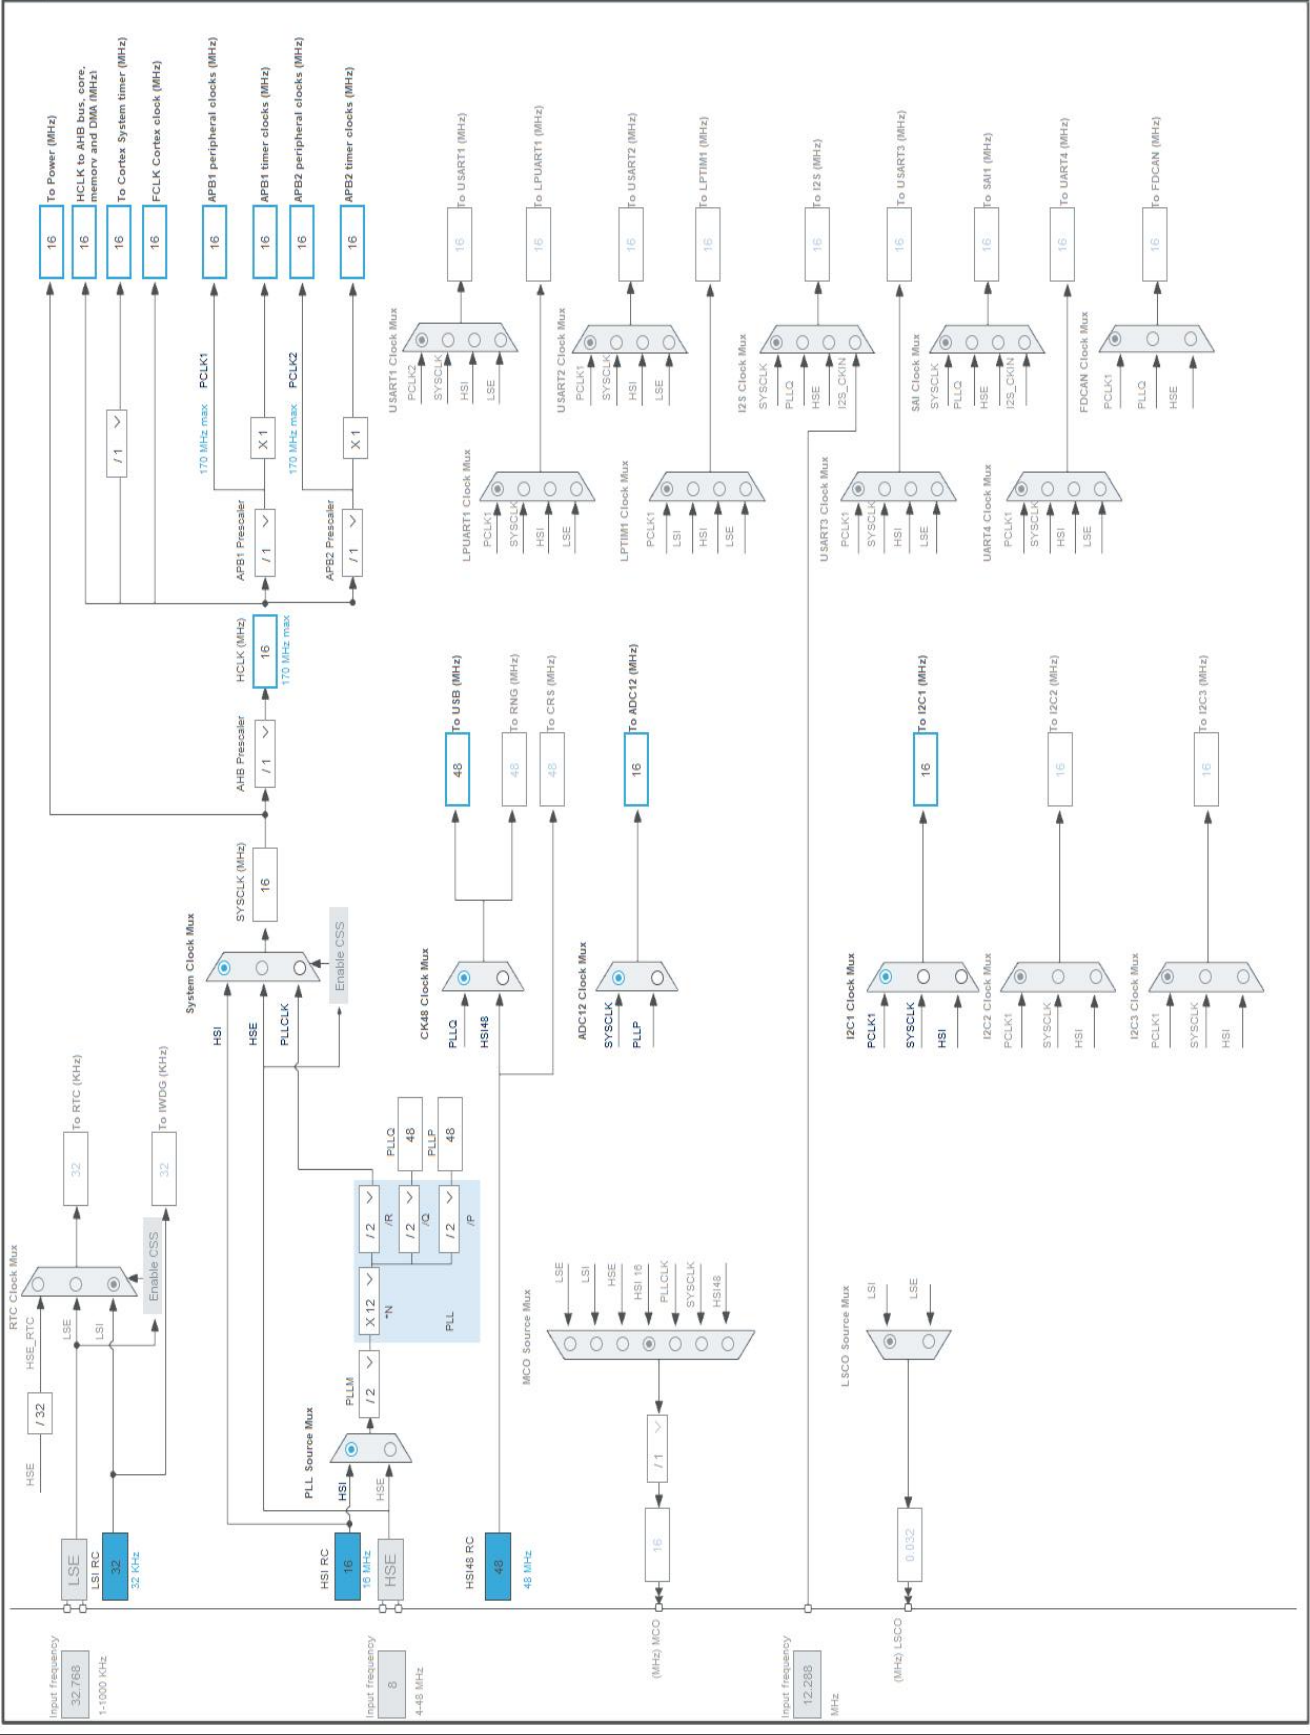 RTC Clock Mux
HSE
/ 32
HSE_RTC
LSE
LSI
Enable CSS
32
To RTC (KHz)
32
To IWDG (KHz)
Input frequency
32.768
1-1000 KHz
LSE
LSI RC
32
32 KHz
HSI RC
16
16 MHz
Input frequency
8
4-48 MHz
HSE
PLL Source Mux
HSI
HSE
PLLM
/ 2
X 12
*N
/ 2
/R
/ 2
/Q
/ 2
/P
PLL
PLLQ
48
PLLP
48
HSI48 RC
48
48 MHz
System Clock Mux
HSI
HSE
PLLCLK
Enable CSS
SYSCLK (MHz)
16
AHB Prescaler
/ 1
HCLK (MHz)
16
170 MHz max
APB1 Prescaler
/ 1
APB2 Prescaler
/ 1
/ 1
170 MHz max
PCLK1
X 1
170 MHz max
PCLK2
X 1
16
To Power (MHz)
16
HCLK to AHB bus, core,
memory and DMA (MHz)
16
To Cortex System timer (MHz)
16
FCLK Cortex clock (MHz)
16
APB1 peripheral clocks (MHz)
16
APB1 timer clocks (MHz)
16
APB2 peripheral clocks (MHz)
16
APB2 timer clocks (MHz)
CK48 Clock Mux
PLLQ
HSI48
48
To USB (MHz)
48
To RNG (MHz)
48
To CRS (MHz)
ADC12 Clock Mux
SYSCLK
PLLP
16
To ADC12 (MHz)
USART1 Clock Mux
PCLK2
SYSCLK
HSI
LSE
16
To USART1 (MHz)
LPUART1 Clock Mux
PCLK1
SYSCLK
HSI
LSE
16
To LPUART1 (MHz)
USART2 Clock Mux
PCLK1
SYSCLK
HSI
LSE
16
To USART2 (MHz)
LPTIM1 Clock Mux
PCLK1
LSI
HSI
LSE
16
To LPTIM1 (MHz)
I2S Clock Mux
SYSCLK
PLLQ
HSE
I2S_CKIN
16
To I2S (MHz)
USART3 Clock Mux
PCLK1
SYSCLK
HSI
LSE
16
To USART3 (MHz)
SAI Clock Mux
SYSCLK
PLLQ
HSE
I2S_CKIN
16
To SAI1 (MHz)
UART4 Clock Mux
PCLK1
SYSCLK
HSI
LSE
16
To UART4 (MHz)
FDCAN Clock Mux
PCLK1
PLLQ
HSE
16
To FDCAN (MHz)
MCO Source Mux
LSE
LSI
HSE
HSI 16
PLLCLK
SYSCLK
HSI48
/ 1
16
(MHz) MCO
Input frequency
12.288
MHz
LSCO Source Mux
LSI
LSE
0.032
(MHz) LSCO
I2C1 Clock Mux
PCLK1
SYSCLK
HSI
16
To I2C1 (MHz)
I2C2 Clock Mux
PCLK1
SYSCLK
HSI
16
To I2C2 (MHz)
I2C3 Clock Mux
PCLK1
SYSCLK
HSI
16
To I2C3 (MHz)